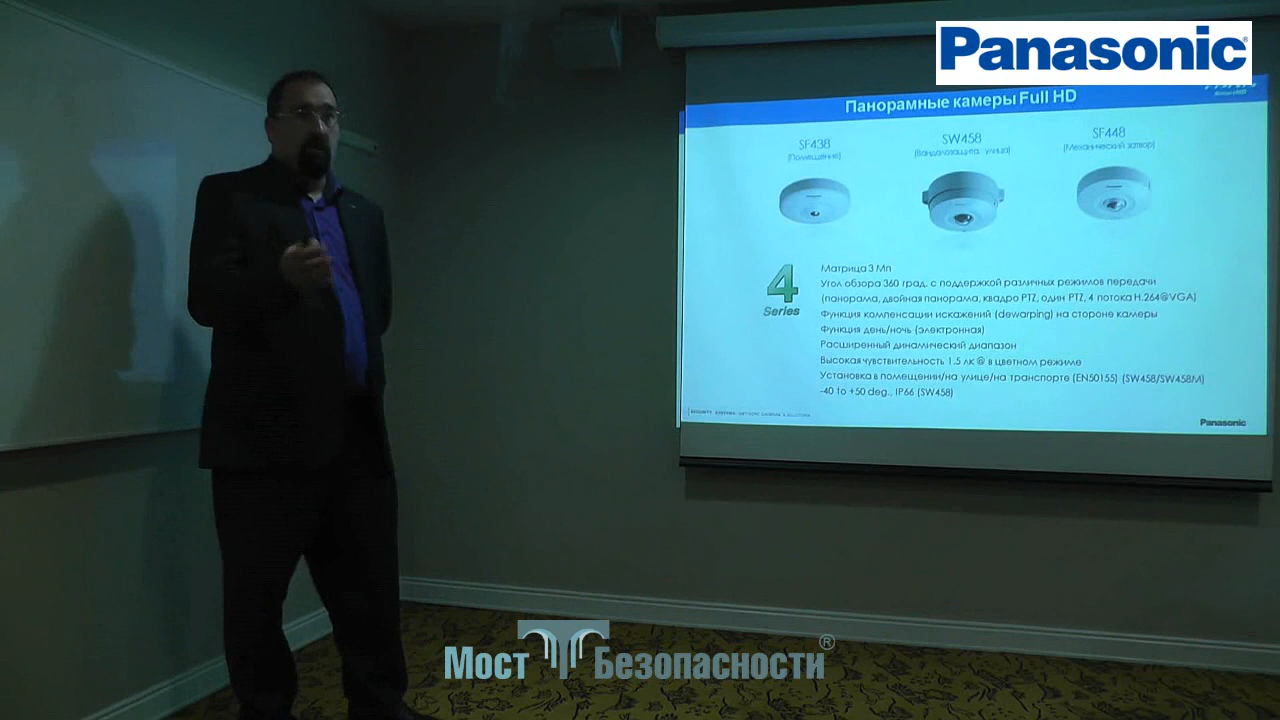 Panasonic
Панорамные камеры Full HD
SF438
(Помещение)
SW458
(Вандалозащита, улица)
SF448
(Механический затвор)
4
Series
Матрица 3 Мп
Угол обзора 360 град. с поддержкой различных режимов передачи
(панорама, двойная панорама, квадро PTZ, один PTZ, 4 потока H.264@VGA)
Функция компенсации искажений (dewarping) на стороне камеры
Функция день/ночь (электронная)
Расширенный динамический диапазон
Высокая чувствительность 1.5 лк @ в цветном режиме
Установка в помещении/на улице/на транспорте (EN50155) (SW458/SW458M)
-40 to +50 deg., IP66 (SW458)
Panasonic
Мост Безопасности®